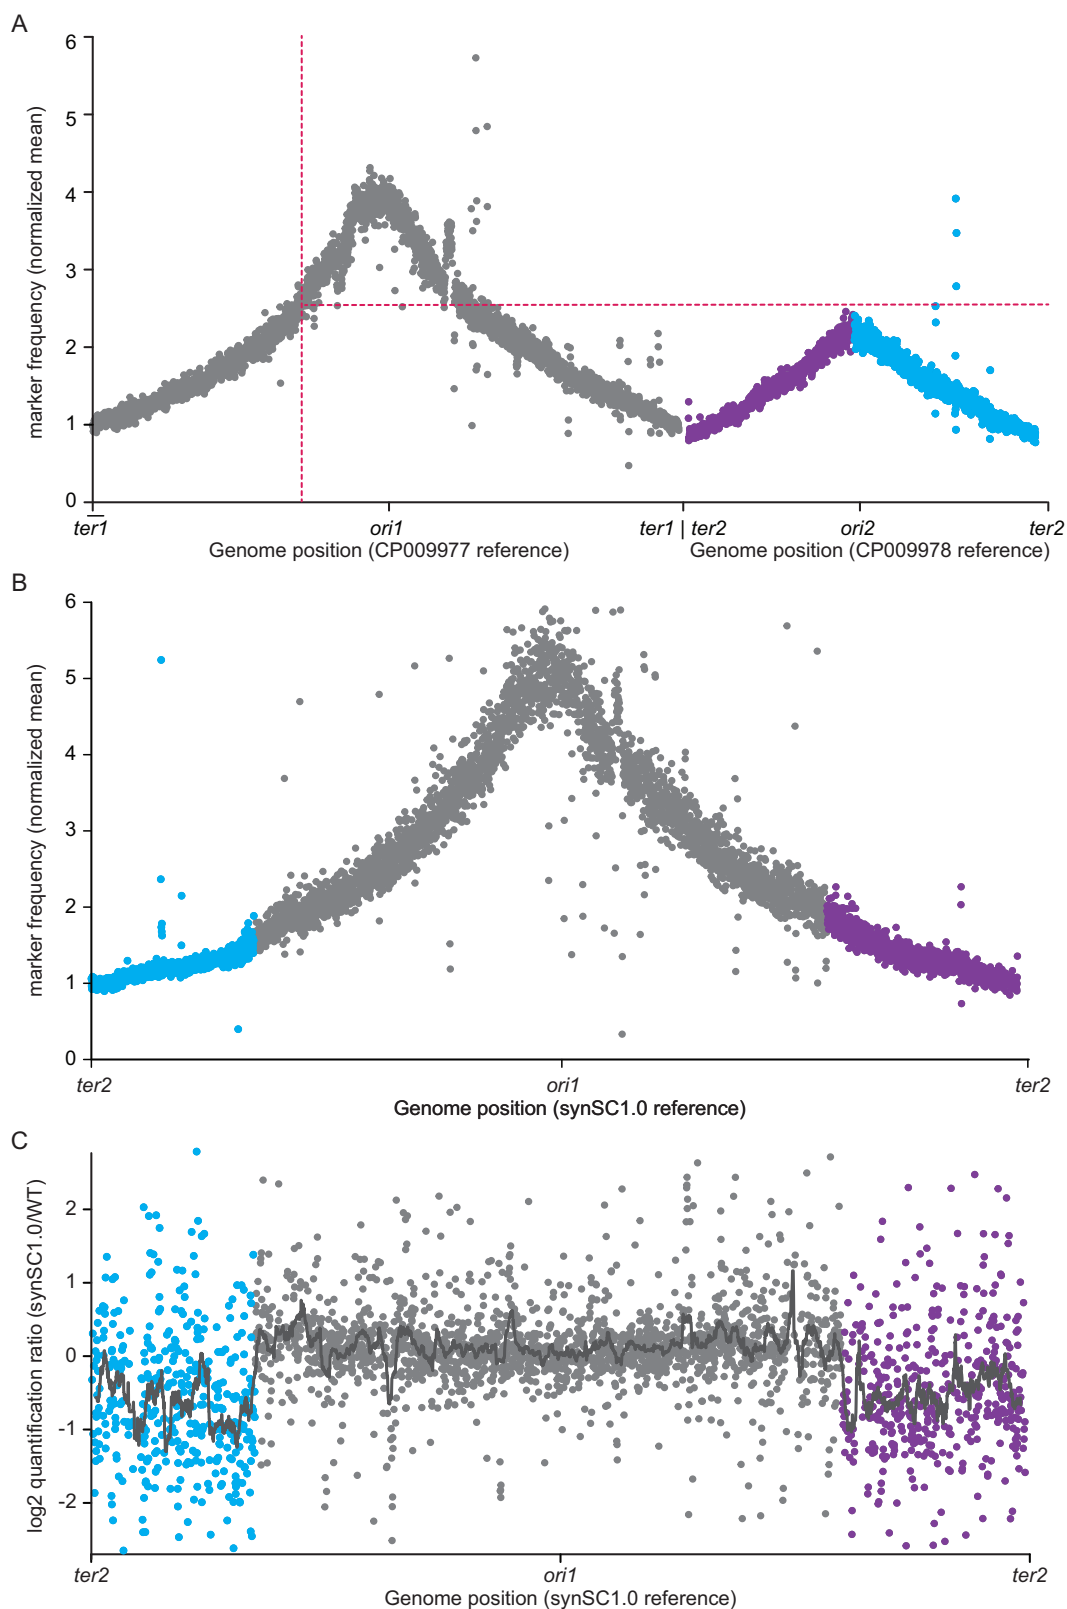 A
marker frequency (normalized mean)
6
5
4
3
2
1
0
ter1
ori1
ter1 | ter2
ori2
ter2
Genome position (CP009977 reference)
Genome position (CP009978 reference)
B
marker frequency (normalized mean)
6
5
4
3
2
1
0
ter2
ori1
ter2
Genome position (synSC1.0 reference)
C
log2 quantification ratio (synSC1.0/WT)
2
1
0
-1
-2
ter2
ori1
ter2
Genome position (synSC1.0 reference)